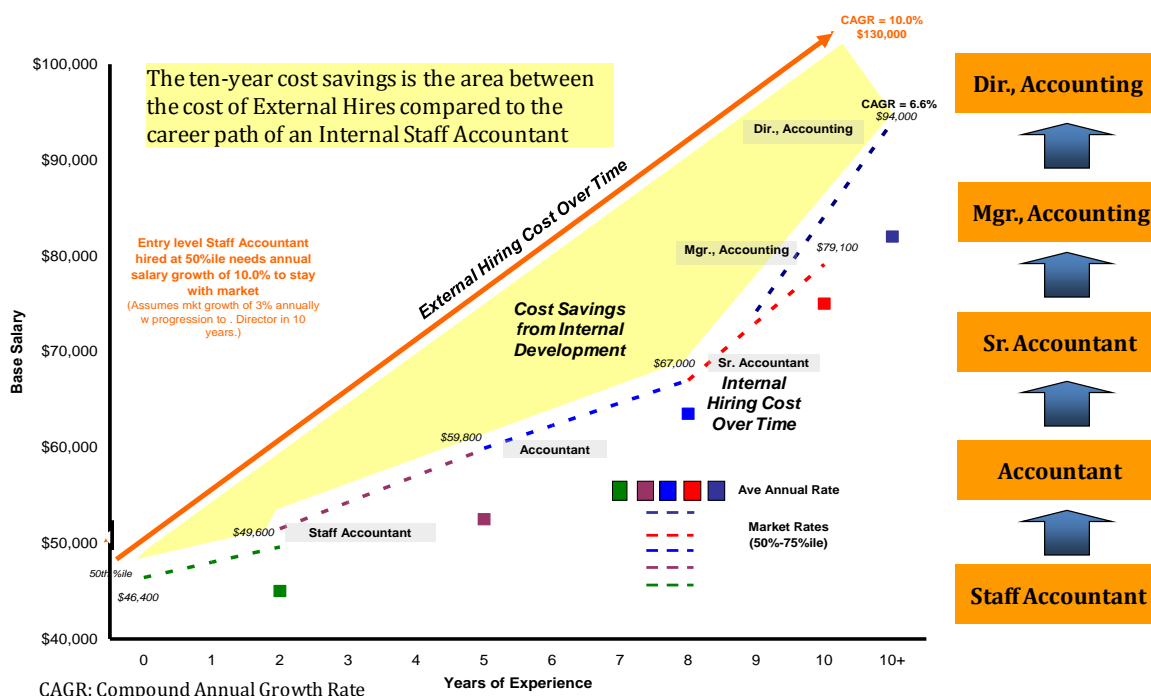 CAGR = 10.0%
$130,000
$100,000
The ten-year cost savings is the area between
the cost of External Hires compared to the
career path of an Internal Staff Accountant
CAGR = 6.6%
$94,000
Dir., Accounting
Dir., Accounting
$90,000
External Hiring Cost Over Time
Mgr., Accounting
Entry level Staff Accountant
hired at 50%ile needs annual
salary growth of 10.0% to stay
with market
(Assumes mkt growth of 3% annually
w progression to . Director in 10
years.)
Mgr., Accounting
$79,100
$80,000
Cost Savings
from Internal
Development
Base Salary
$70,000
$67,000
Sr. Accountant
Sr. Accountant
Internal
Hiring Cost
Over Time
$60,000
$59,800
Accountant
Accountant
Ave Annual Rate
$49,600
Staff Accountant
Market Rates
(50%-75%ile)
$50,000
50th %ile
$46,400
Staff Accountant
$40,000
0 1 2 3 4 5 6 7 8 9 10 10+
Years of Experience
CAGR: Compound Annual Growth Rate